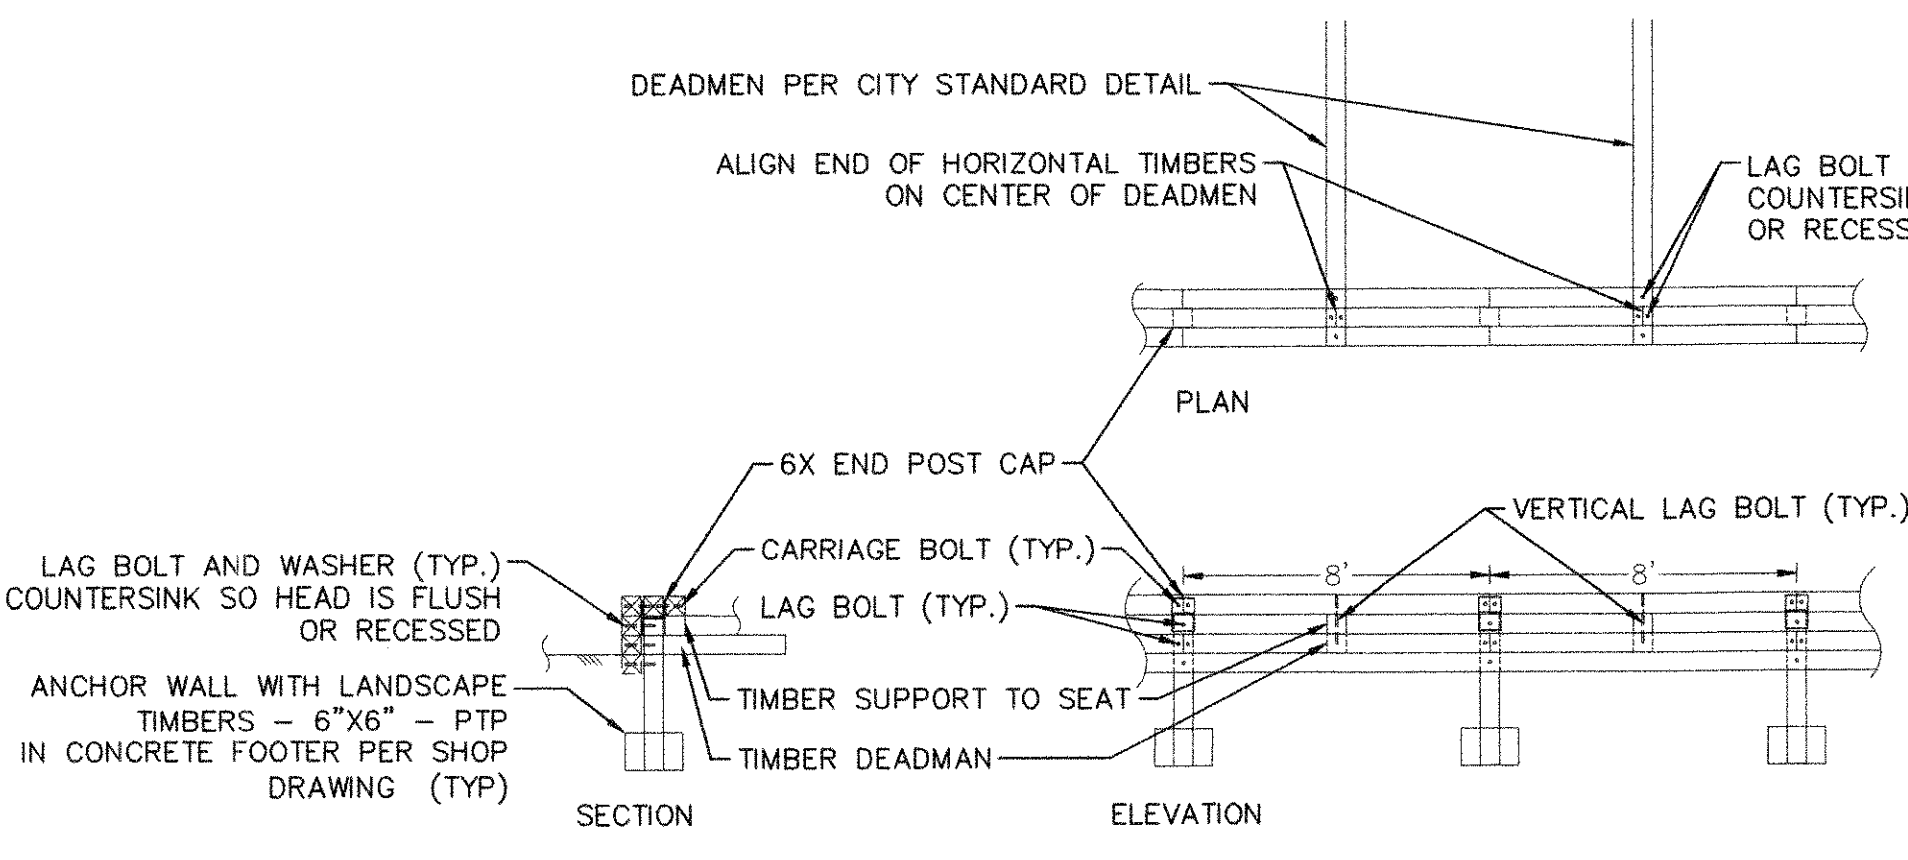 DEADMEN PER CITY STANDARD DETAIL
ALIGN END OF HORIZONTAL TIMBERS
ON CENTER OF DEADMEN
LAG BOLT
COUNTERSI
OR RECESS
PLAN
6X END POST CAP
VERTICAL LAG BOLT (TYP.)
LAG BOLT AND WASHER (TYP.)
COUNTERSINK SO HEAD IS FLUSH
OR RECESSED
CARRIAGE BOLT (TYP.)
LAG BOLT (TYP.)
8'
8'
ANCHOR WALL WITH LANDSCAPE
TIMBERS – 6"X6" – PTP
IN CONCRETE FOOTER PER SHOP
DRAWING (TYP)
TIMBER SUPPORT TO SEAT
TIMBER DEADMAN
SECTION
ELEVATION